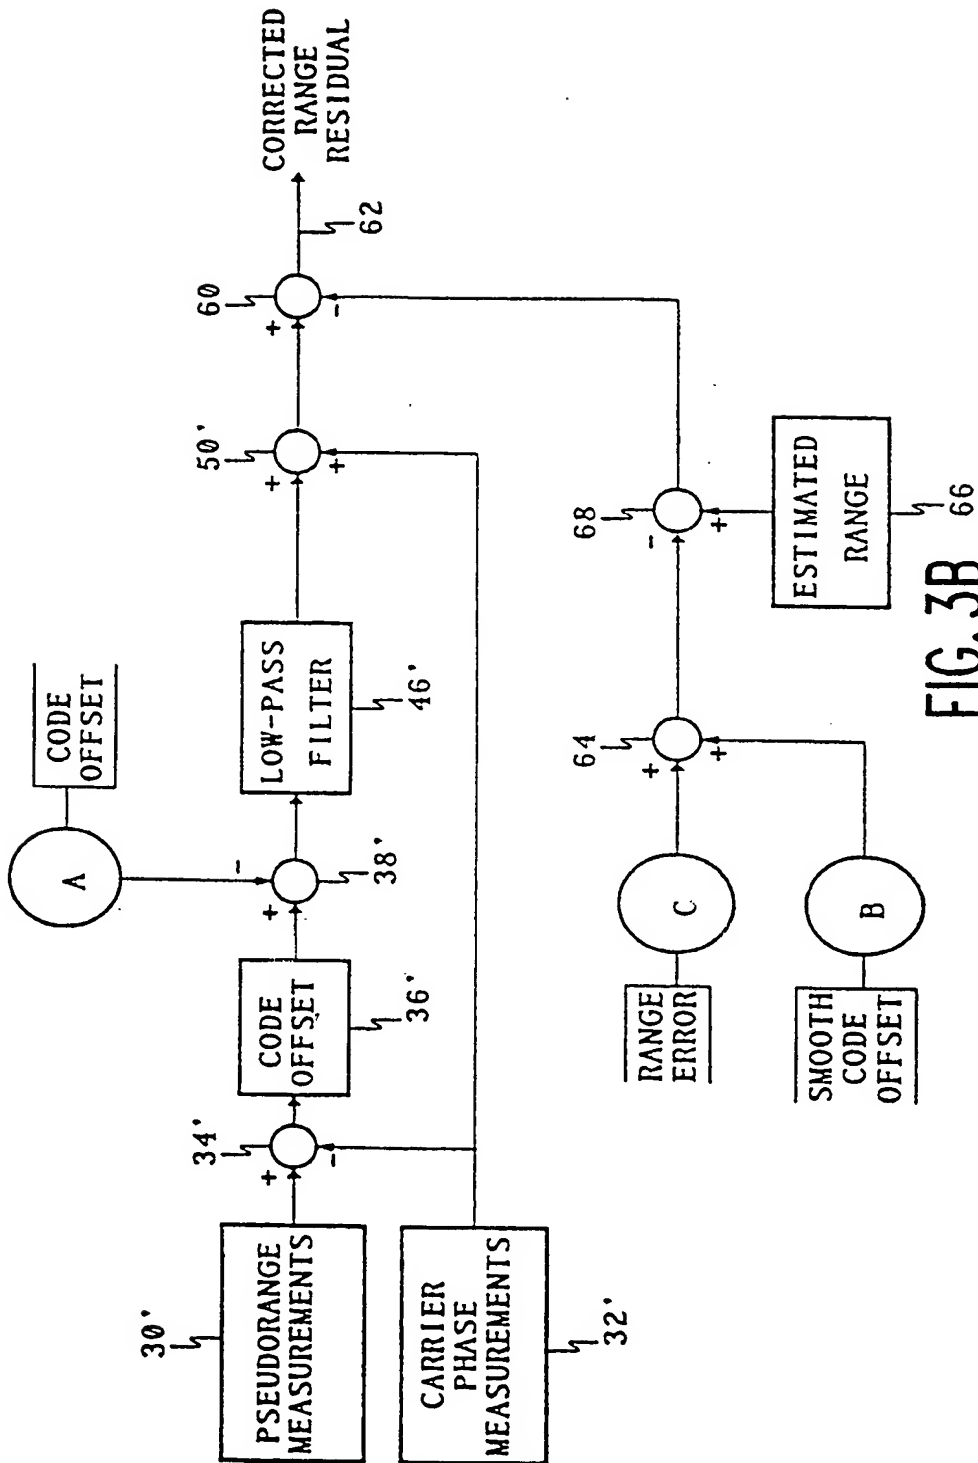 CODE
OFFSET
A
-
30'
PSEUDORANGE
MEASUREMENTS
34'
+
-
CODE
OFFSET
36'
+
38'
LOW-PASS
FILTER
46'
50'
+
+
60
+
-
62
CORRECTED
RANGE
RESIDUAL
CARRIER
PHASE
MEASUREMENTS
32'
RANGE
ERROR
C
SMOOTH
CODE
OFFSET
B
64
+
+
68
-
+
ESTIMATED
RANGE
66
FIG. 3B